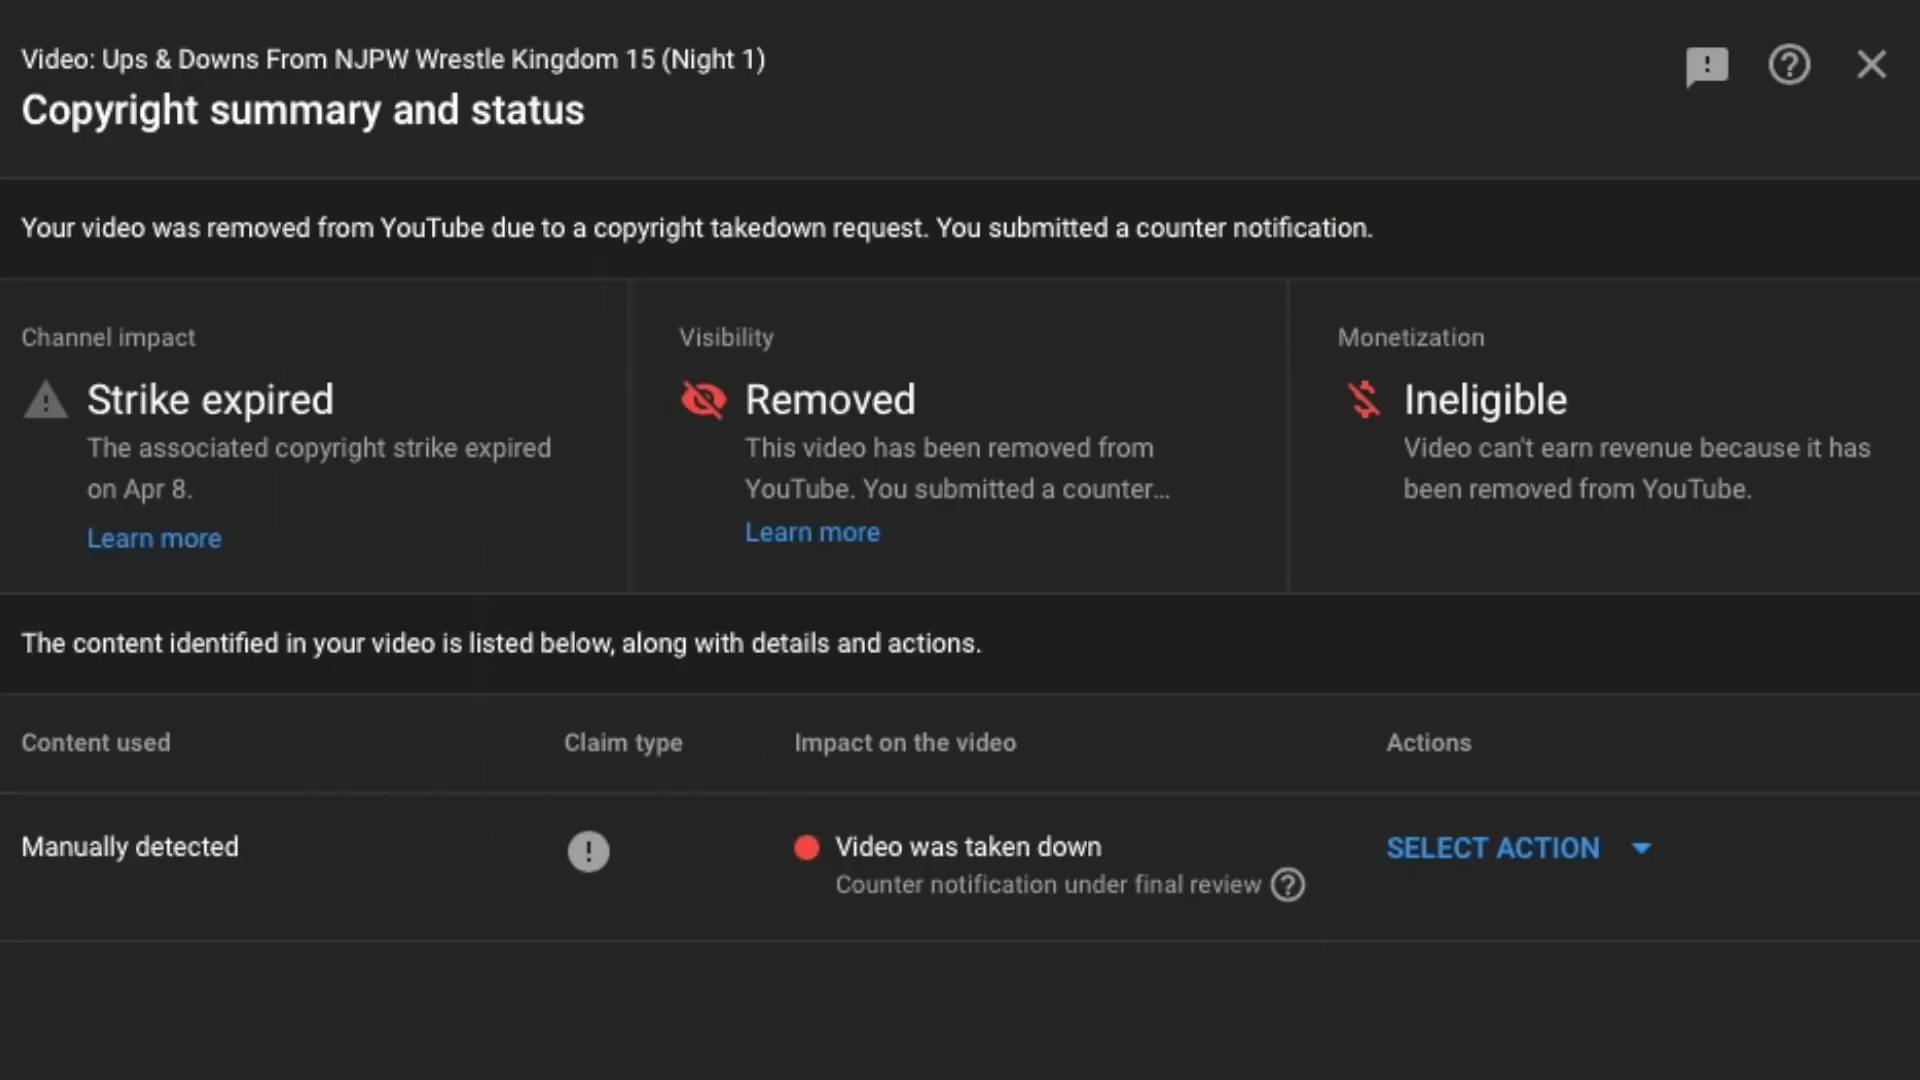 Video: Ups & Downs From NJPW Wrestle Kingdom 15 (Night 1)
Copyright summary and status
Your video was removed from YouTube due to a copyright takedown request. You submitted a counter notification.
Channel impact
Strike expired
The associated copyright strike expired
on Apr 8.
Learn more
Visibility
Removed
This video has been removed from
YouTube. You submitted a counter...
Learn more
Monetization
Ineligible
Video can't earn revenue because it has
been removed from YouTube.
The content identified in your video is listed below, along with details and actions.
Content used
Claim type
Impact on the video
Actions
Manually detected
Video was taken down
Counter notification under final review
SELECT ACTION